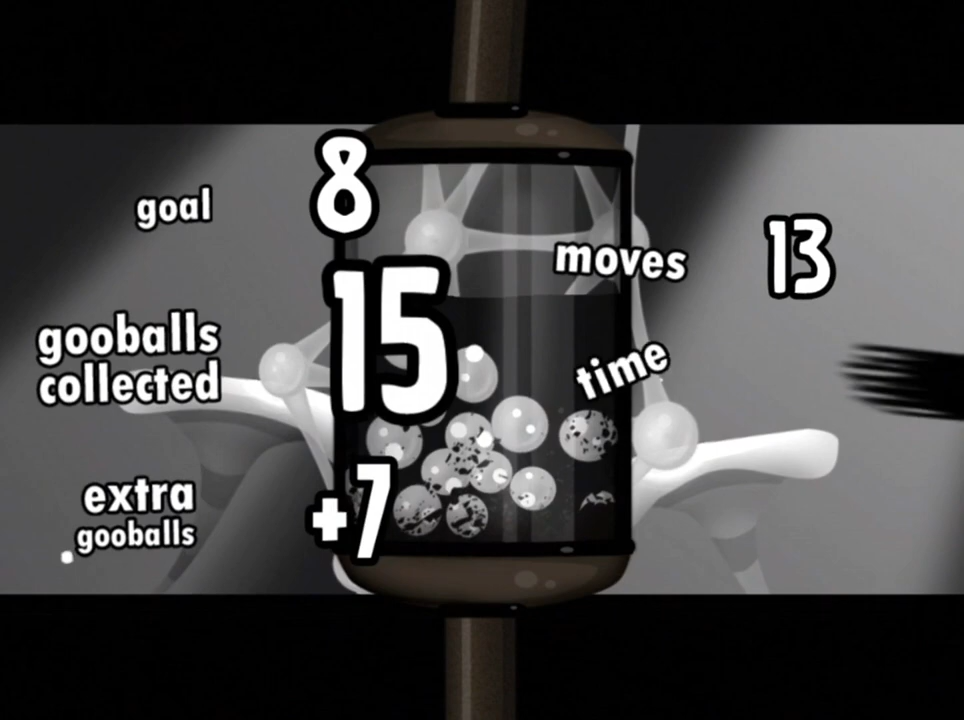 goal 8
moves 13
gooballs
collected 15
time
extra
gooballs +7